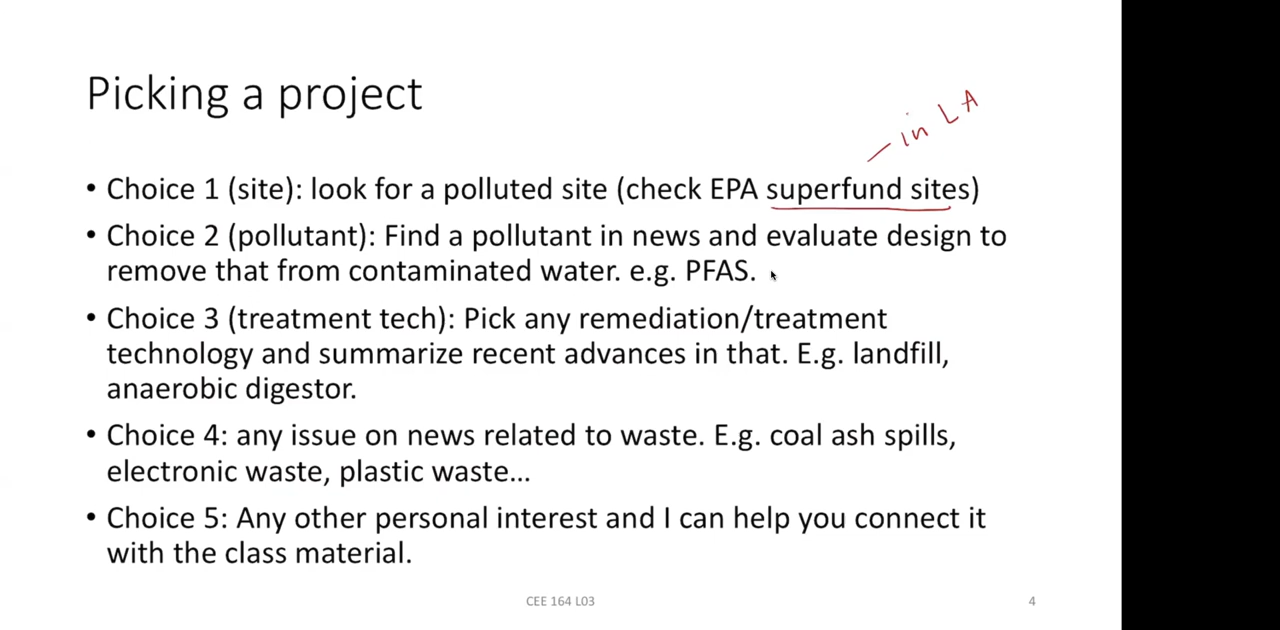 Picking a project
– in LA
• Choice 1 (site): look for a polluted site (check EPA superfund sites)
• Choice 2 (pollutant): Find a pollutant in news and evaluate design to
remove that from contaminated water. e.g. PFAS.
• Choice 3 (treatment tech): Pick any remediation/treatment
technology and summarize recent advances in that. E.g. landfill,
anaerobic digestor.
• Choice 4: any issue on news related to waste. E.g. coal ash spills,
electronic waste, plastic waste...
• Choice 5: Any other personal interest and I can help you connect it
with the class material.
CEE 164 L03
4